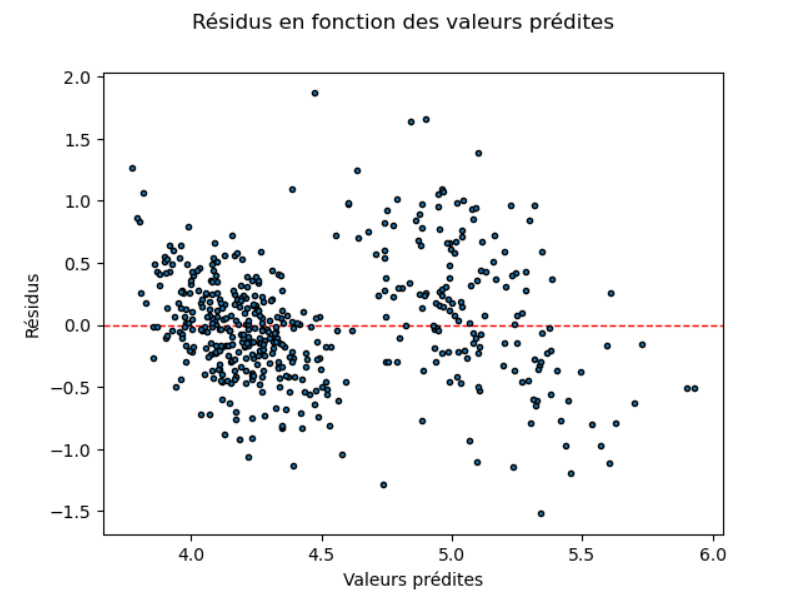 Résidus en fonction des valeurs prédites
2.0
1.5
1.0
0.5
0.0
−0.5
−1.0
−1.5
Résidus
4.0 4.5 5.0 5.5 6.0
Valeurs prédites